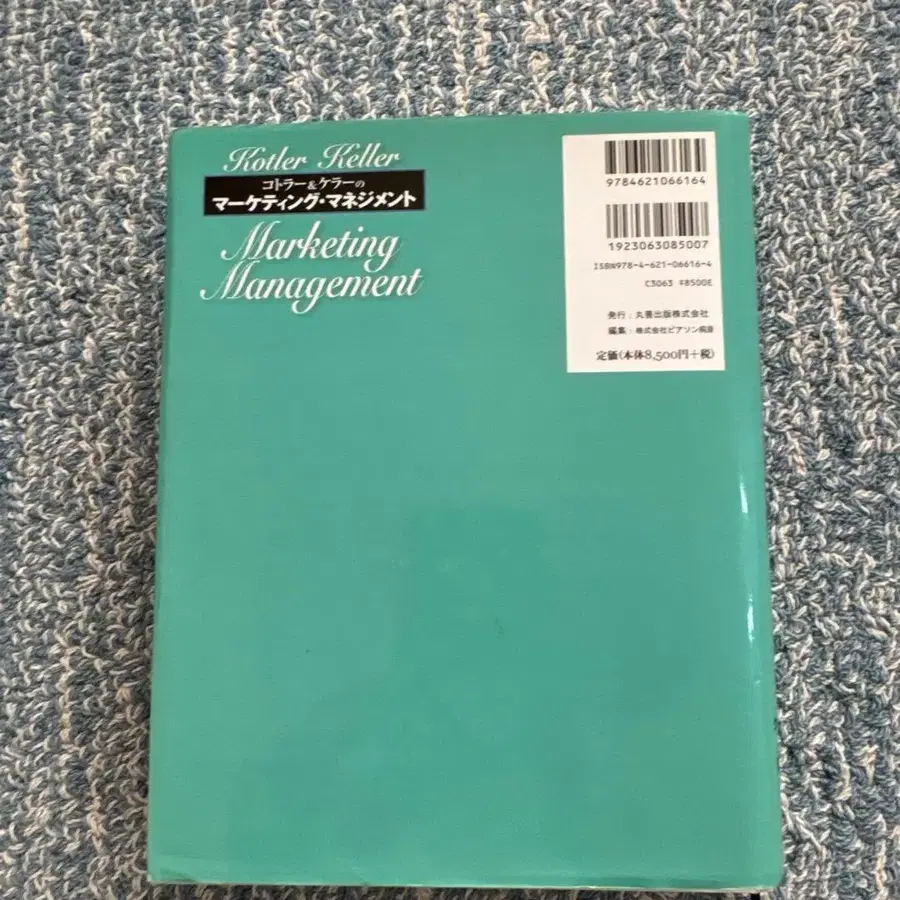 Kotler Keller
コトラー&ケラーの
マーケティング・マネジメント
Marketing
Management
9784621066164
1923063085007
ISBN978-4-621-06616-4
C3063 ¥8500E
発行：丸善出版株式会社
編集：株式会社ピアソン桐原
定価(本体8,500円+税)